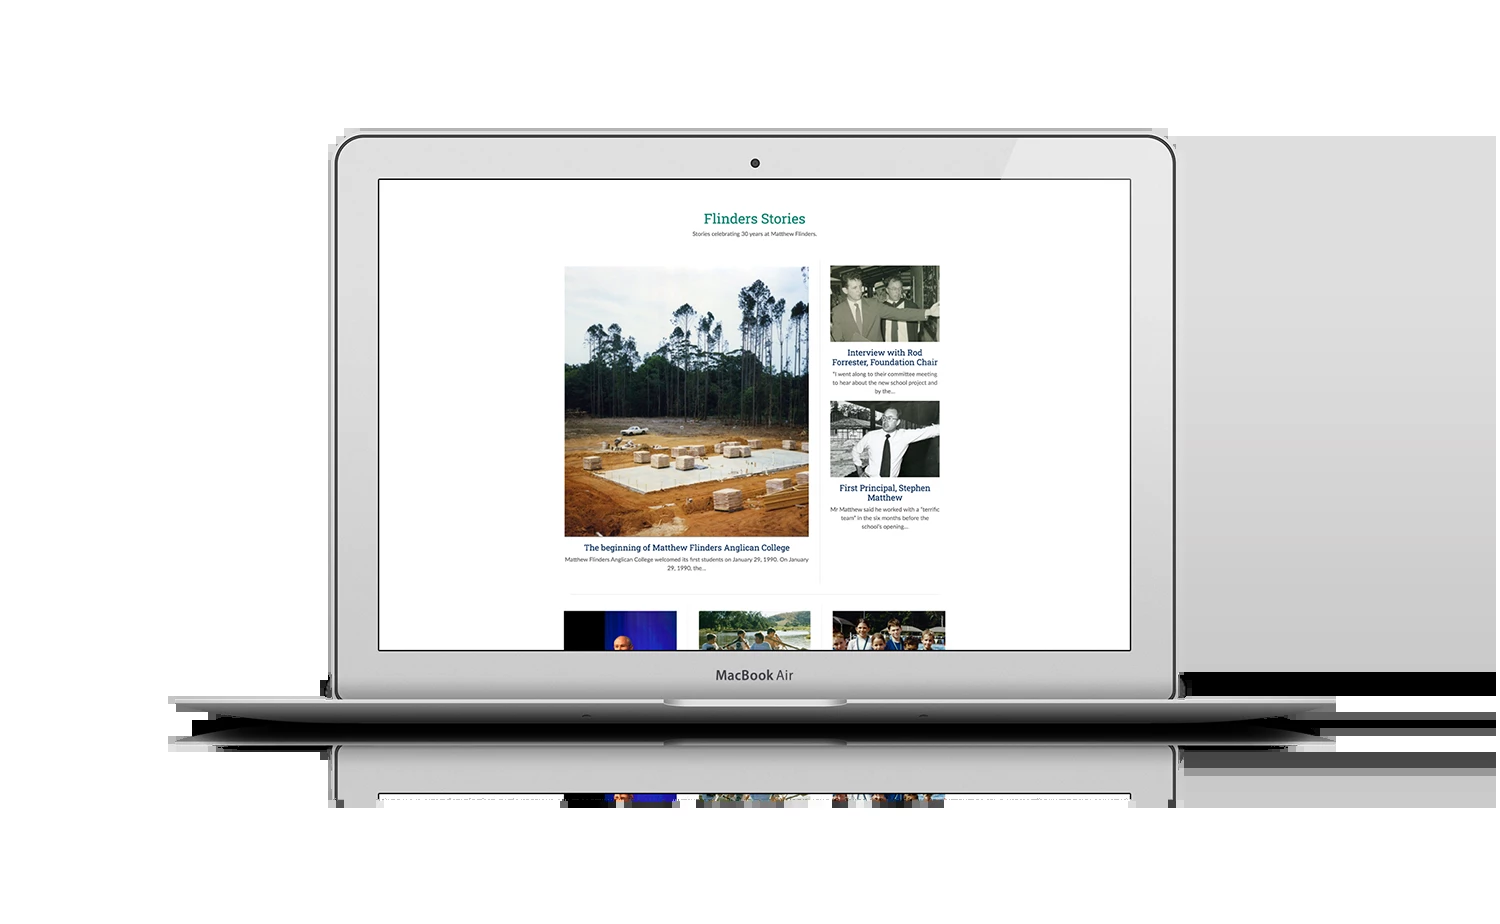 Flinders Stories
Stories celebrating 30 years at Matthew Flinders.
The beginning of Matthew Flinders Anglican College
Matthew Flinders Anglican College welcomed its first students on January 29, 1990. On January
29, 1990, the...
Interview with Rod
Forrester, Foundation Chair
"I went along to their committee meeting
to hear about the new school project and
by the...
First Principal, Stephen
Matthew
Mr Matthew said he worked with a "terrific
team" in the six months before the
school's opening...
MacBook Air